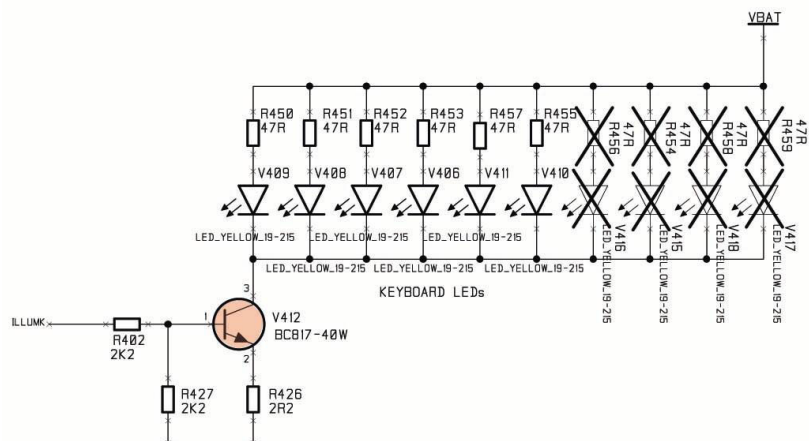 VBAT
R450 R451 R452 R453 R457 R455
47R 47R 47R 47R 47R 47R
47R R456
47R R454
47R R458
47R R459
V409 V408 V407 V406 V411 V410
V416
V415
V418
V417
LED_YELLOW_19-215 LED_YELLOW_19-215 LED_YELLOW_19-215
LED_YELLOW_19-215 LED_YELLOW_19-215 LED_YELLOW_19-215
LED_YELLOW_19-215
LED_YELLOW_19-215
LED_YELLOW_19-215
LED_YELLOW_19-215
KEYBOARD LEDs
3
ILLUMK
1
V412
BC817-40W
2
R402
2K2
R427
2K2
R426
2R2